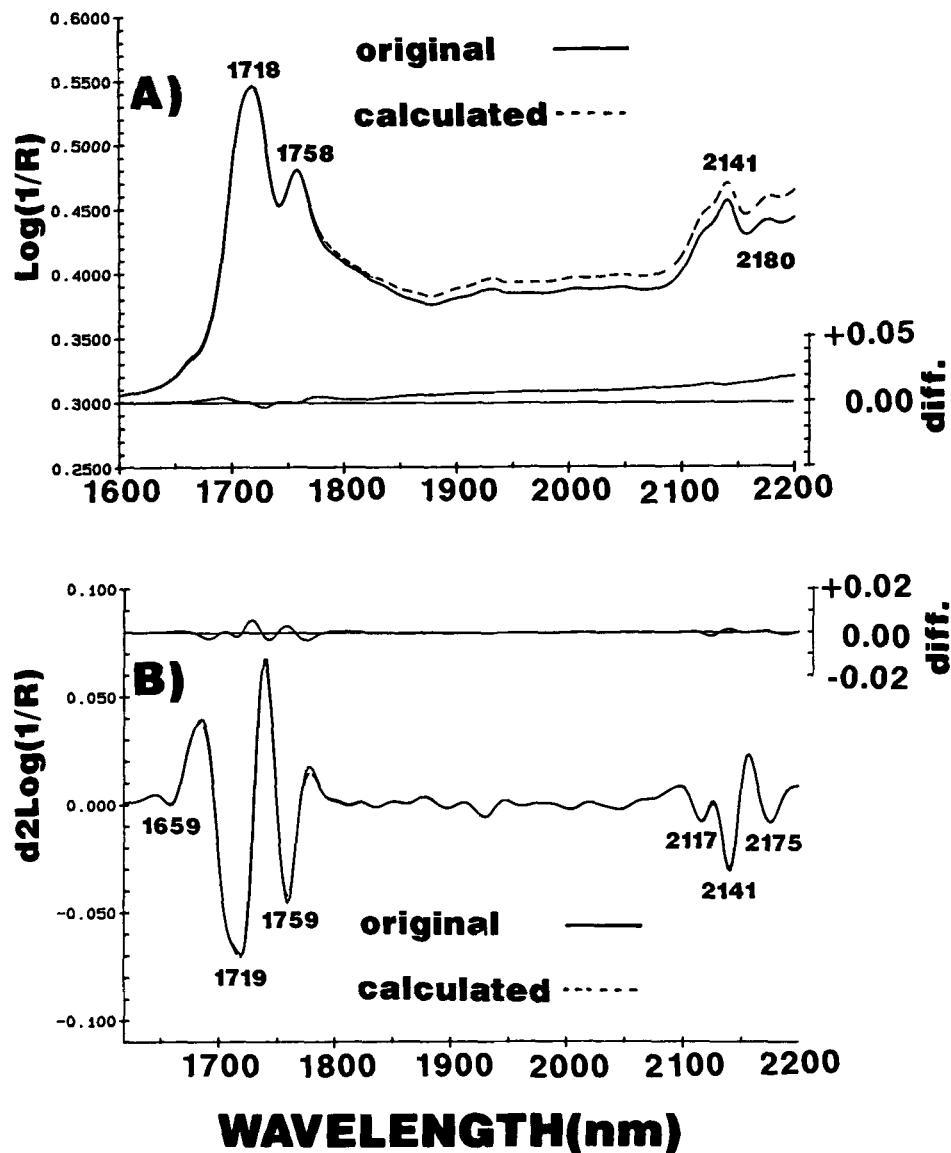 0.6000
0.5500
0.5000
0.4500
0.4000
0.3500
0.3000
0.2500
Log(1/R)
A)
original
calculated
1718
1758
2141
2180
+0.05
0.00
diff.
1600 1700 1800 1900 2000 2100 2200
0.100
0.050
0.000
-0.050
-0.100
d2Log(1/R)
B)
+0.02
0.00
-0.02
diff.
1659
1719
1759
2117
2141
2175
original
calculated
1700 1800 1900 2000 2100 2200
WAVELENGTH(nm)